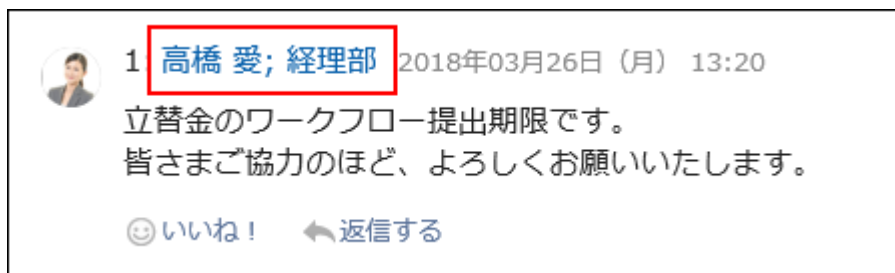 1: 高橋 愛; 経理部 2018年03月26日（月） 13:20
立替金のワークフロー提出期限です。
皆さまご協力のほど、よろしくお願いいたします。
いいね！ 返信する